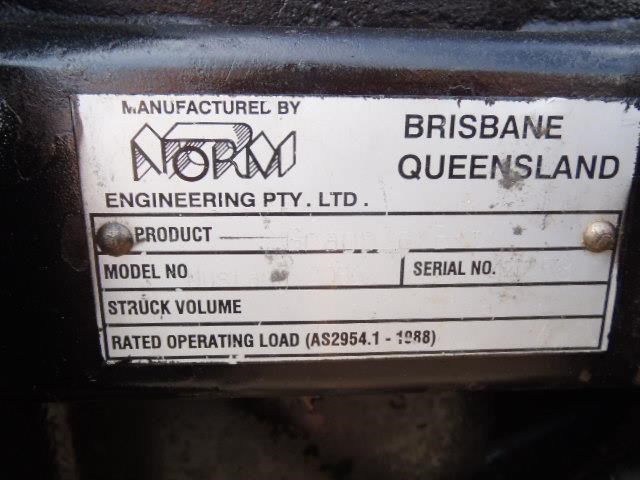 MANUFACTURED BY
NORM
ENGINEERING PTY. LTD.
BRISBANE
QUEENSLAND
PRODUCT
MODEL NO
SERIAL NO.
STRUCK VOLUME
RATED OPERATING LOAD (AS2954.1 - 1988)